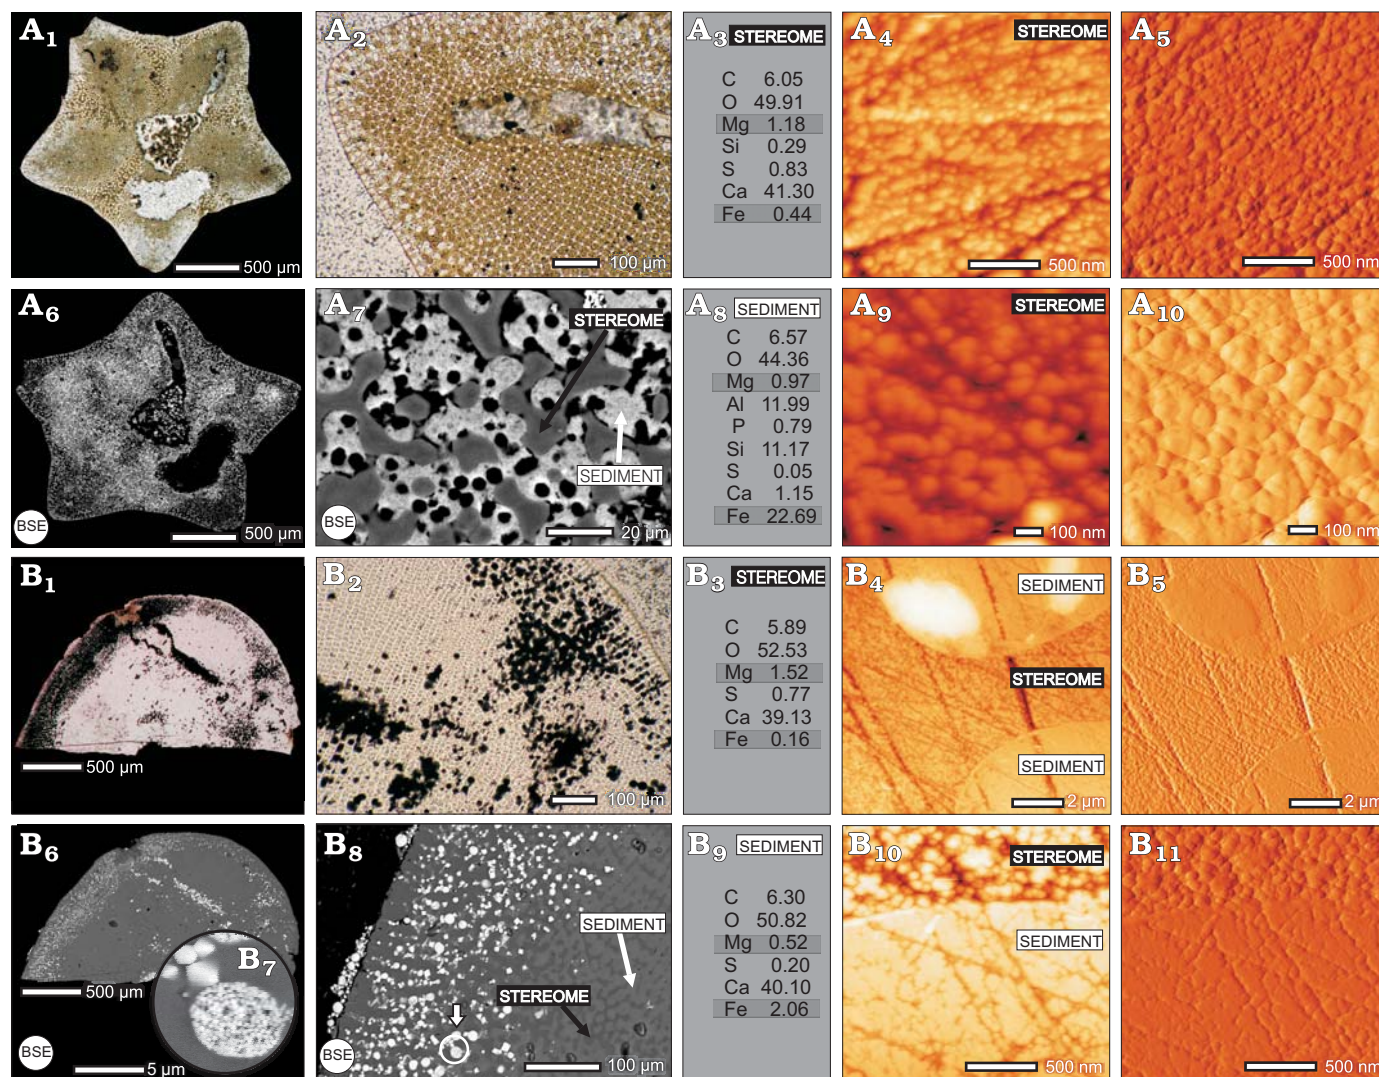 A1
500 µm
A2
100 µm
A3 STEREOME
C 6.05
O 49.91
Mg 1.18
Si 0.29
S 0.83
Ca 41.30
Fe 0.44
A4 STEREOME
500 nm
A5
500 nm
A6
BSE
500 µm
A7
STEREOME
SEDIMENT
BSE
20 µm
A8 SEDIMENT
C 6.57
O 44.36
Mg 0.97
Al 11.99
P 0.79
Si 11.17
S 0.05
Ca 1.15
Fe 22.69
A9 STEREOME
100 nm
A10
100 nm
B1
500 µm
B2
100 µm
B3 STEREOME
C 5.89
O 52.53
Mg 1.52
S 0.77
Ca 39.13
Fe 0.16
B4 SEDIMENT
STEREOME
SEDIMENT
2 µm
B5
2 µm
B6
500 µm
B7
BSE
5 µm
B8
SEDIMENT
STEREOME
BSE
100 µm
B9 SEDIMENT
C 6.30
O 50.82
Mg 0.52
S 0.20
Ca 40.10
Fe 2.06
B10 STEREOME
SEDIMENT
500 nm
B11
500 nm